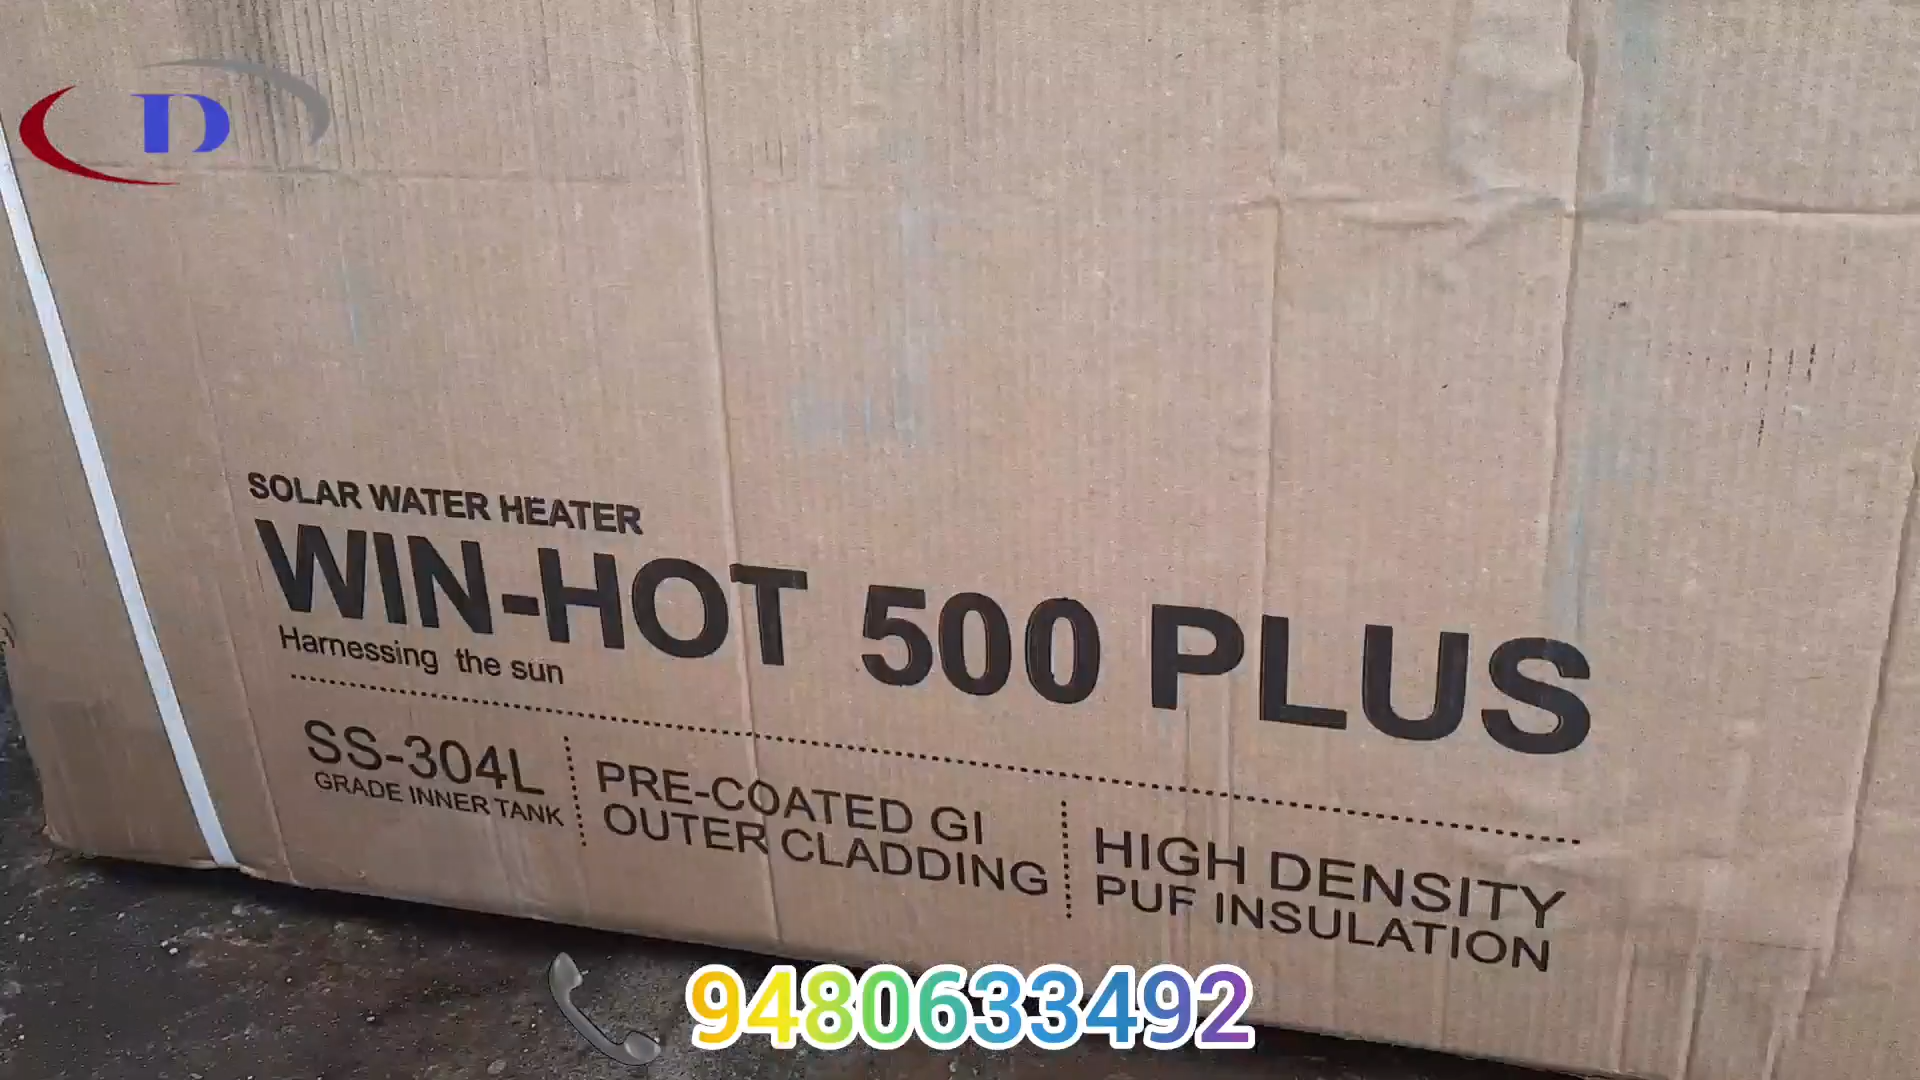 D
SOLAR WATER HEATER
WIN-HOT 500 PLUS
Harnessing the sun
SS-304L
GRADE INNER TANK
PRE-COATED GI
OUTER CLADDING
HIGH DENSITY
PUF INSULATION
9480633492